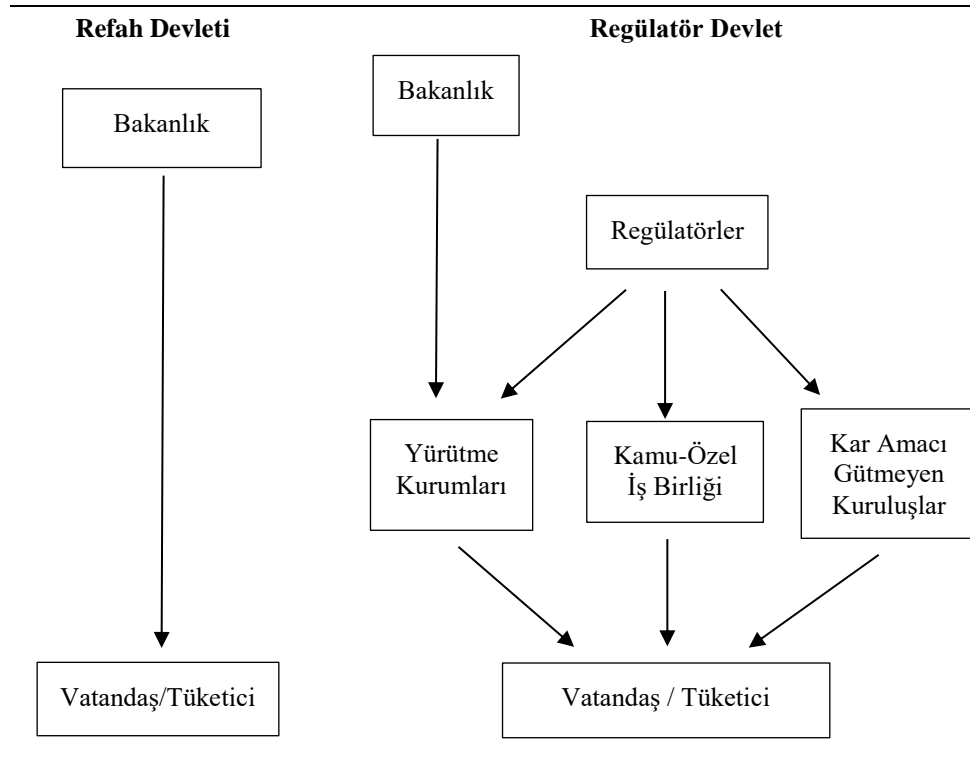 Refah Devleti
Regülatör Devlet
Bakanlık
Bakanlık
Regülatörler
Yürütme
Kurumları
Kamu-Özel
İş Birliği
Kar Amacı
Gütmeyen
Kuruluşlar
Vatandaş/Tüketici
Vatandaş / Tüketici